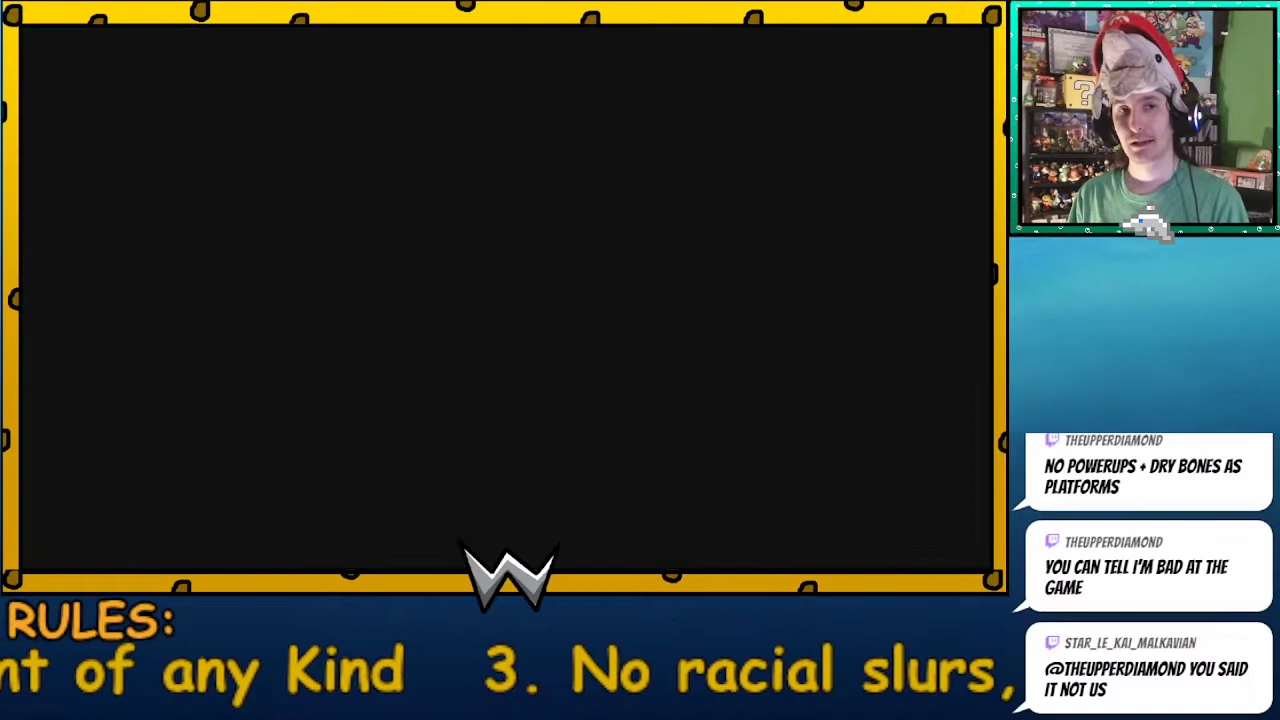 THEUPPERDIAMOND
NO POWERUPS + DRY BONES AS
PLATFORMS
THEUPPERDIAMOND
YOU CAN TELL I'M BAD AT THE
GAME
STAR_LE_KAI_MALKAVIAN
@THEUPPERDIAMOND YOU SAID
IT NOT US
RULES:
nt of any Kind 3. No racial slurs,